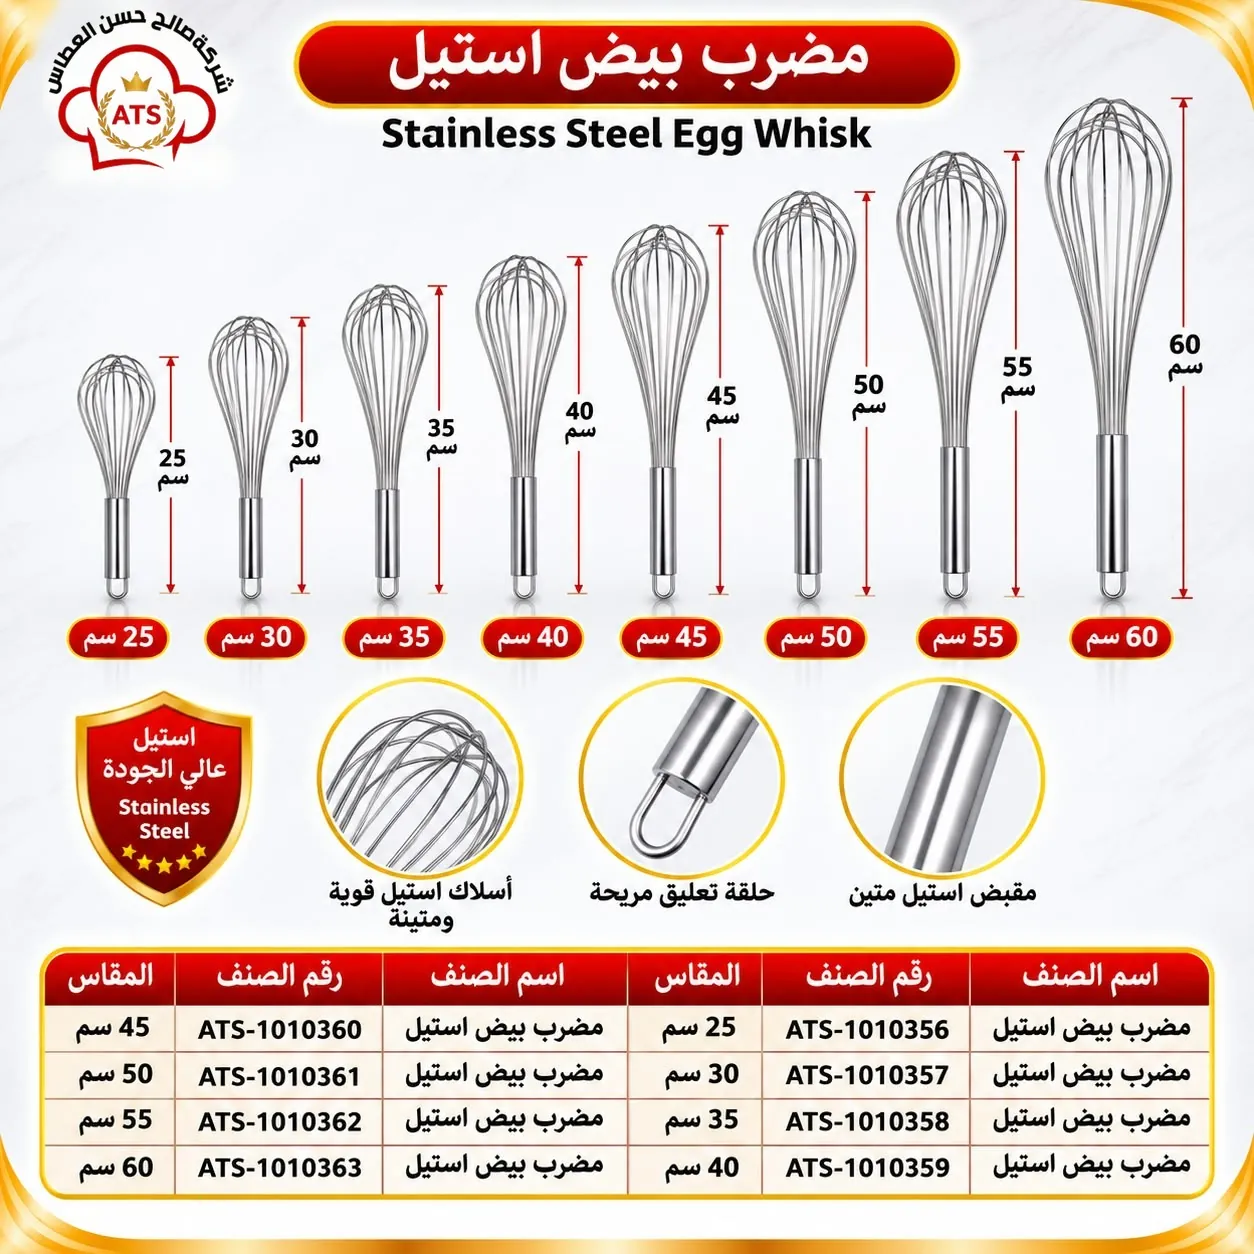 شركة صالح حسن العطاس
ATS
مضرب بيض استيل
Stainless Steel Egg Whisk
25
سم
30
سم
35
سم
40
سم
45
سم
50
سم
55
سم
60
سم
25 سم
30 سم
35 سم
40 سم
45 سم
50 سم
55 سم
60 سم
استيل
عالي الجودة
Stainless
Steel
أسلاك استيل قوية
ومتينة
حلقة تعليق مريحة
مقبض استيل متين
اسم الصنف رقم الصنف المقاس اسم الصنف رقم الصنف المقاس
مضرب بيض استيل ATS-1010356 25 سم مضرب بيض استيل ATS-1010360 45 سم
مضرب بيض استيل ATS-1010357 30 سم مضرب بيض استيل ATS-1010361 50 سم
مضرب بيض استيل ATS-1010358 35 سم مضرب بيض استيل ATS-1010362 55 سم
مضرب بيض استيل ATS-1010359 40 سم مضرب بيض استيل ATS-1010363 60 سم